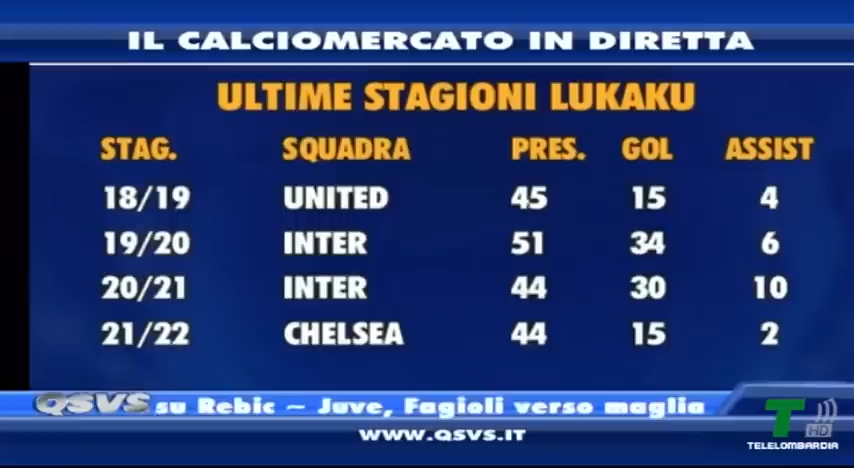 IL CALCIOMERCATO IN DIRETTA
ULTIME STAGIONI LUKAKU
STAG. SQUADRA PRES. GOL ASSIST
18/19 UNITED 45 15 4
19/20 INTER 51 34 6
20/21 INTER 44 30 10
21/22 CHELSEA 44 15 2
QSVS su Rebic ~ Juve, Fagioli verso maglia
WWW.QSVS.IT
T HD
TELELOMBARDIA